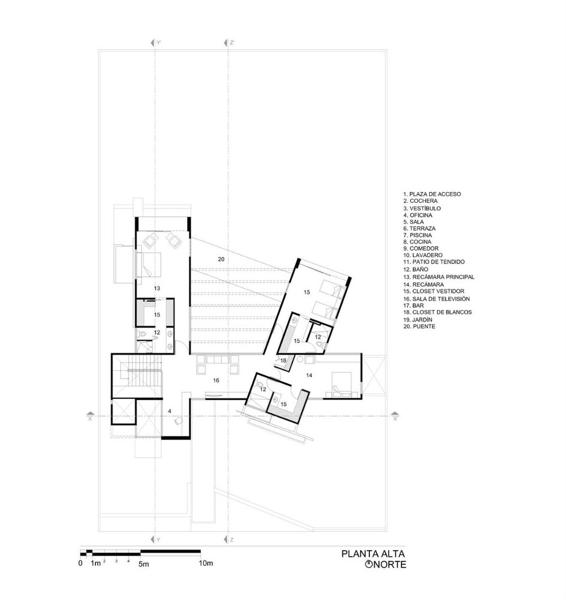 Y' Z'
20
15
13
15
15
12
12
18
16
14
12
15
4
X X'
Y Z
1. PLAZA DE ACCESO
2. COCHERA
3. VESTÍBULO
4. OFICINA
5. SALA
6. TERRAZA
7. PISCINA
8. COCINA
9. COMEDOR
10. LAVADERO
11. PATIO DE TENDIDO
12. BAÑO
13. RECÁMARA PRINCIPAL
14. RECÁMARA
15. CLOSET VESTIDOR
16. SALA DE TELEVISIÓN
17. BAR
18. CLOSET DE BLANCOS
19. JARDÍN
20. PUENTE
PLANTA ALTA
NORTE
0 1m 2 3 4 5m 10m